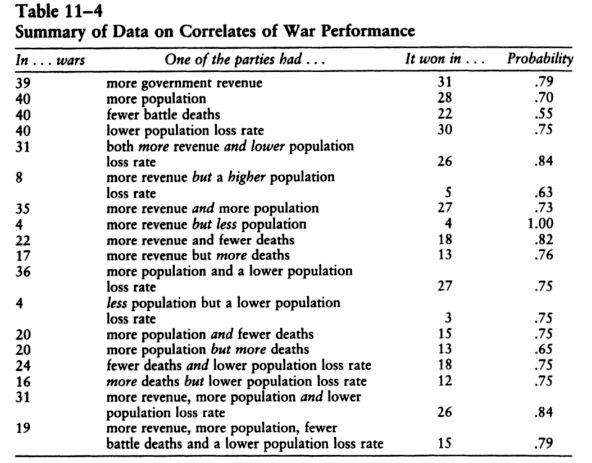 Table 11–4
Summary of Data on Correlates of War Performance
In . . . wars One of the parties had . . . It won in . . . Probability
39 more government revenue 31 .79
40 more population 28 .70
40 fewer battle deaths 22 .55
40 lower population loss rate 30 .75
31 both more revenue and lower population
loss rate 26 .84
8 more revenue but a higher population
loss rate 5 .63
35 more revenue and more population 27 .73
4 more revenue but less population 4 1.00
22 more revenue and fewer deaths 18 .82
17 more revenue but more deaths 13 .76
36 more population and a lower population
loss rate 27 .75
4 less population but a lower population
loss rate 3 .75
20 more population and fewer deaths 15 .75
20 more population but more deaths 13 .65
24 fewer deaths and lower population loss rate 18 .75
16 more deaths but lower population loss rate 12 .75
31 more revenue, more population and lower
population loss rate 26 .84
19 more revenue, more population, fewer
battle deaths and a lower population loss rate 15 .79